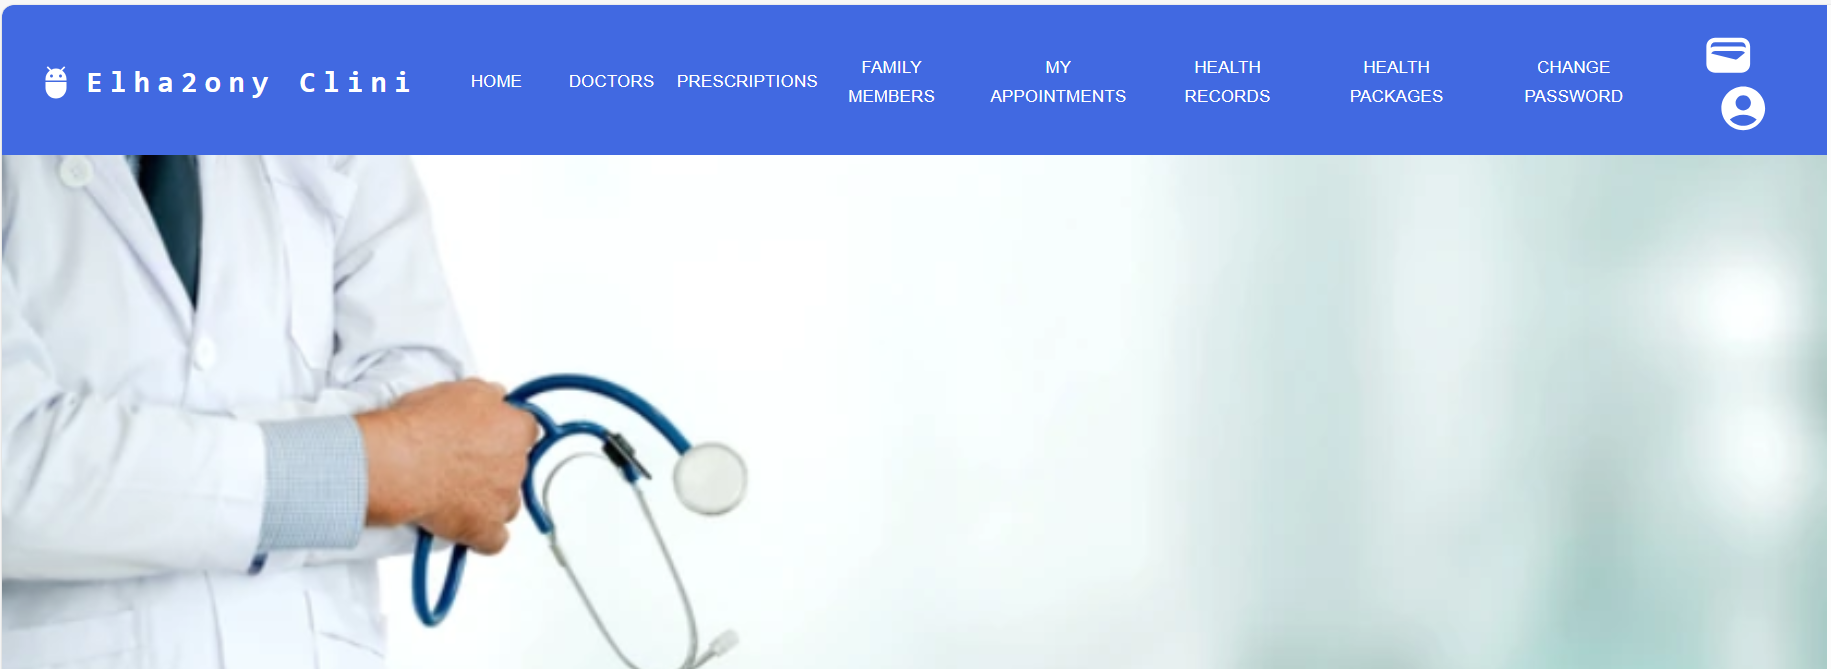 Elha2ony Clini
HOME
DOCTORS
PRESCRIPTIONS
FAMILY
MEMBERS
MY
APPOINTMENTS
HEALTH
RECORDS
HEALTH
PACKAGES
CHANGE
PASSWORD